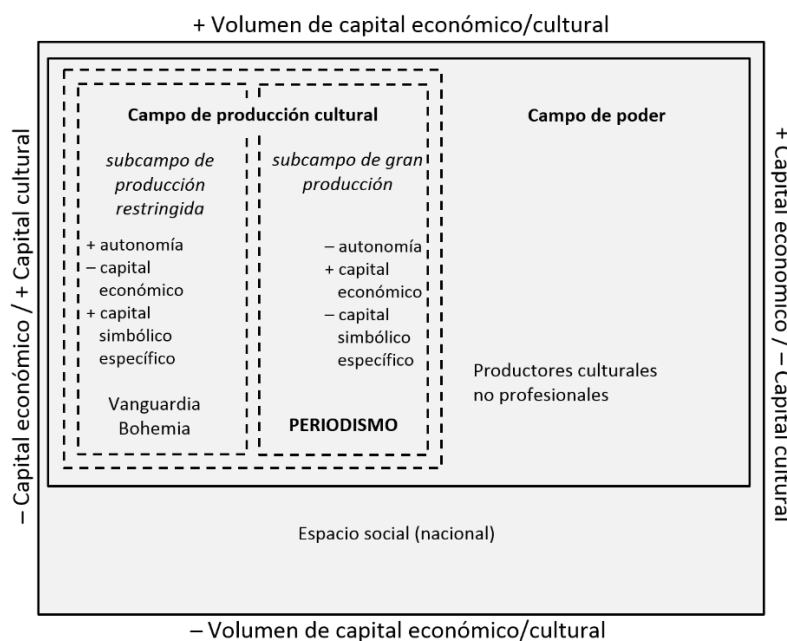 + Volumen de capital económico/cultural
– Capital económico / + Capital cultural
Campo de producción cultural
Campo de poder
subcampo de
producción
restringida
+ autonomía
– capital
económico
+ capital
simbólico
específico
Vanguardia
Bohemia
subcampo de gran
producción
– autonomía
+ capital
económico
– capital
simbólico
específico
PERIODISMO
Productores culturales
no profesionales
+ Capital económico / – Capital cultural
Espacio social (nacional)
– Volumen de capital económico/cultural